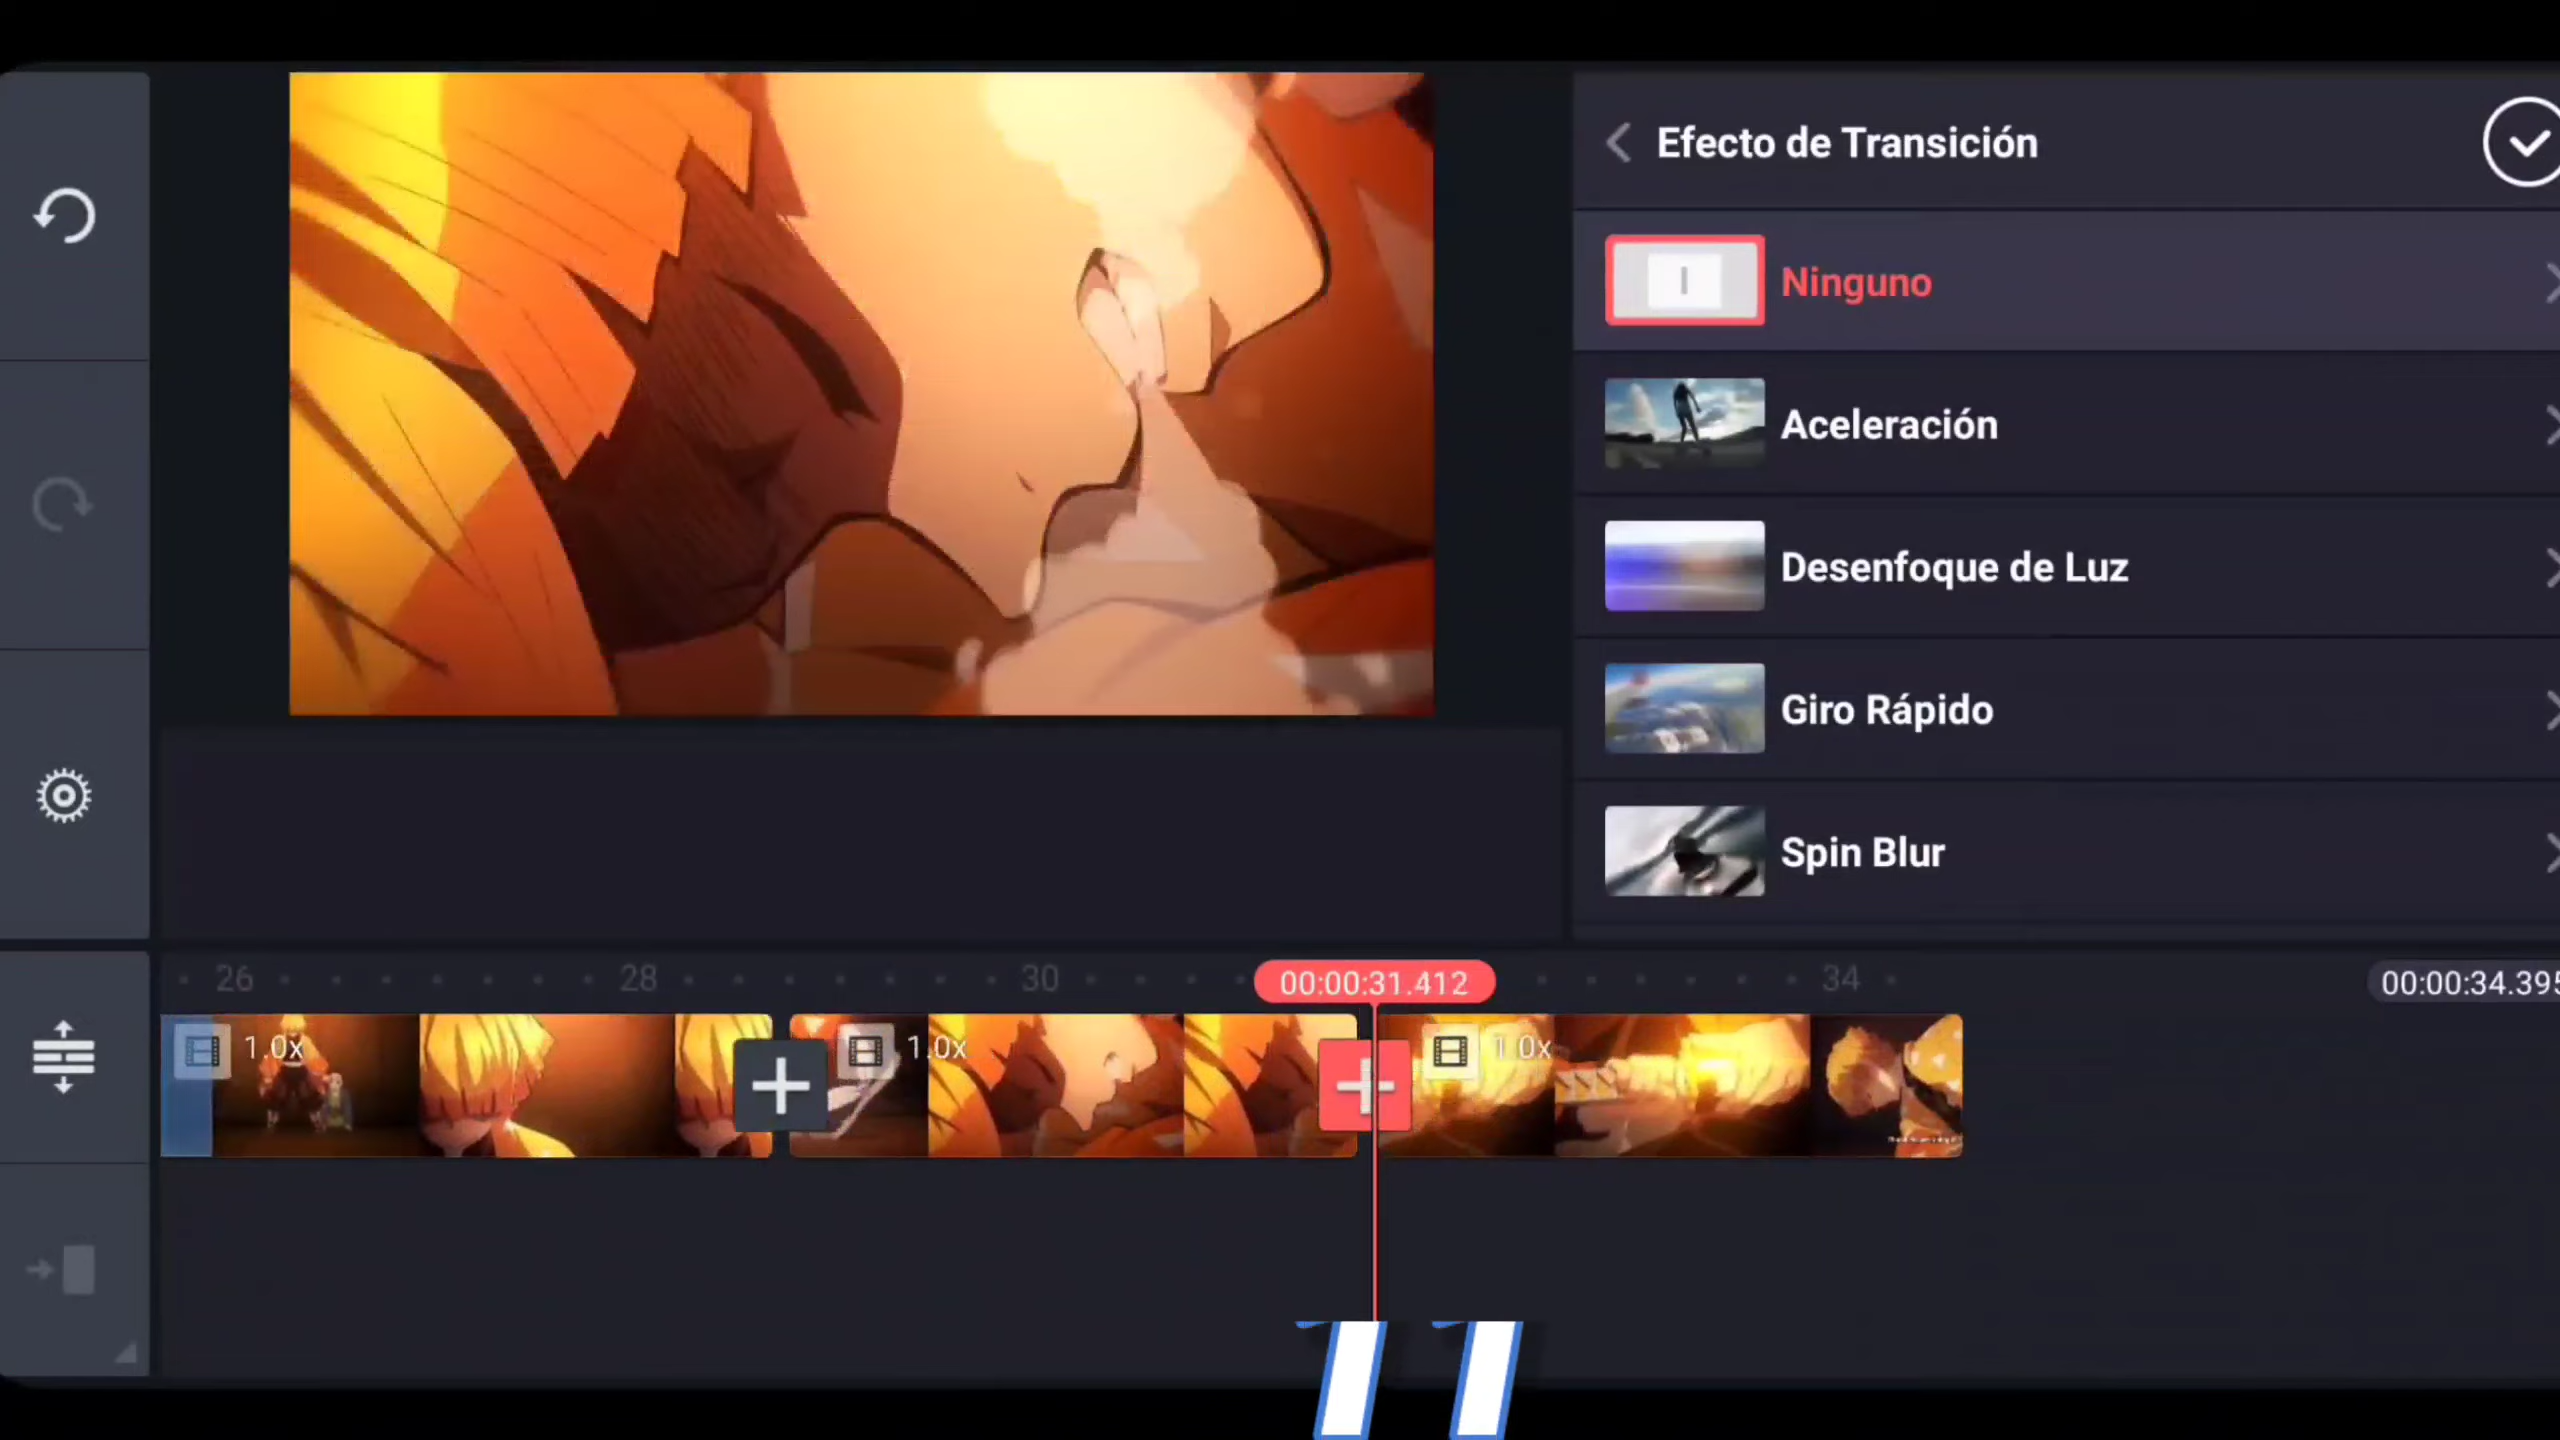 Efecto de Transición
Ninguno
Aceleración
Desenfoque de Luz
Giro Rápido
Spin Blur
26 28 30 00:00:31.412 34 00:00:34.395
1.0x 1.0x 1.0x
11